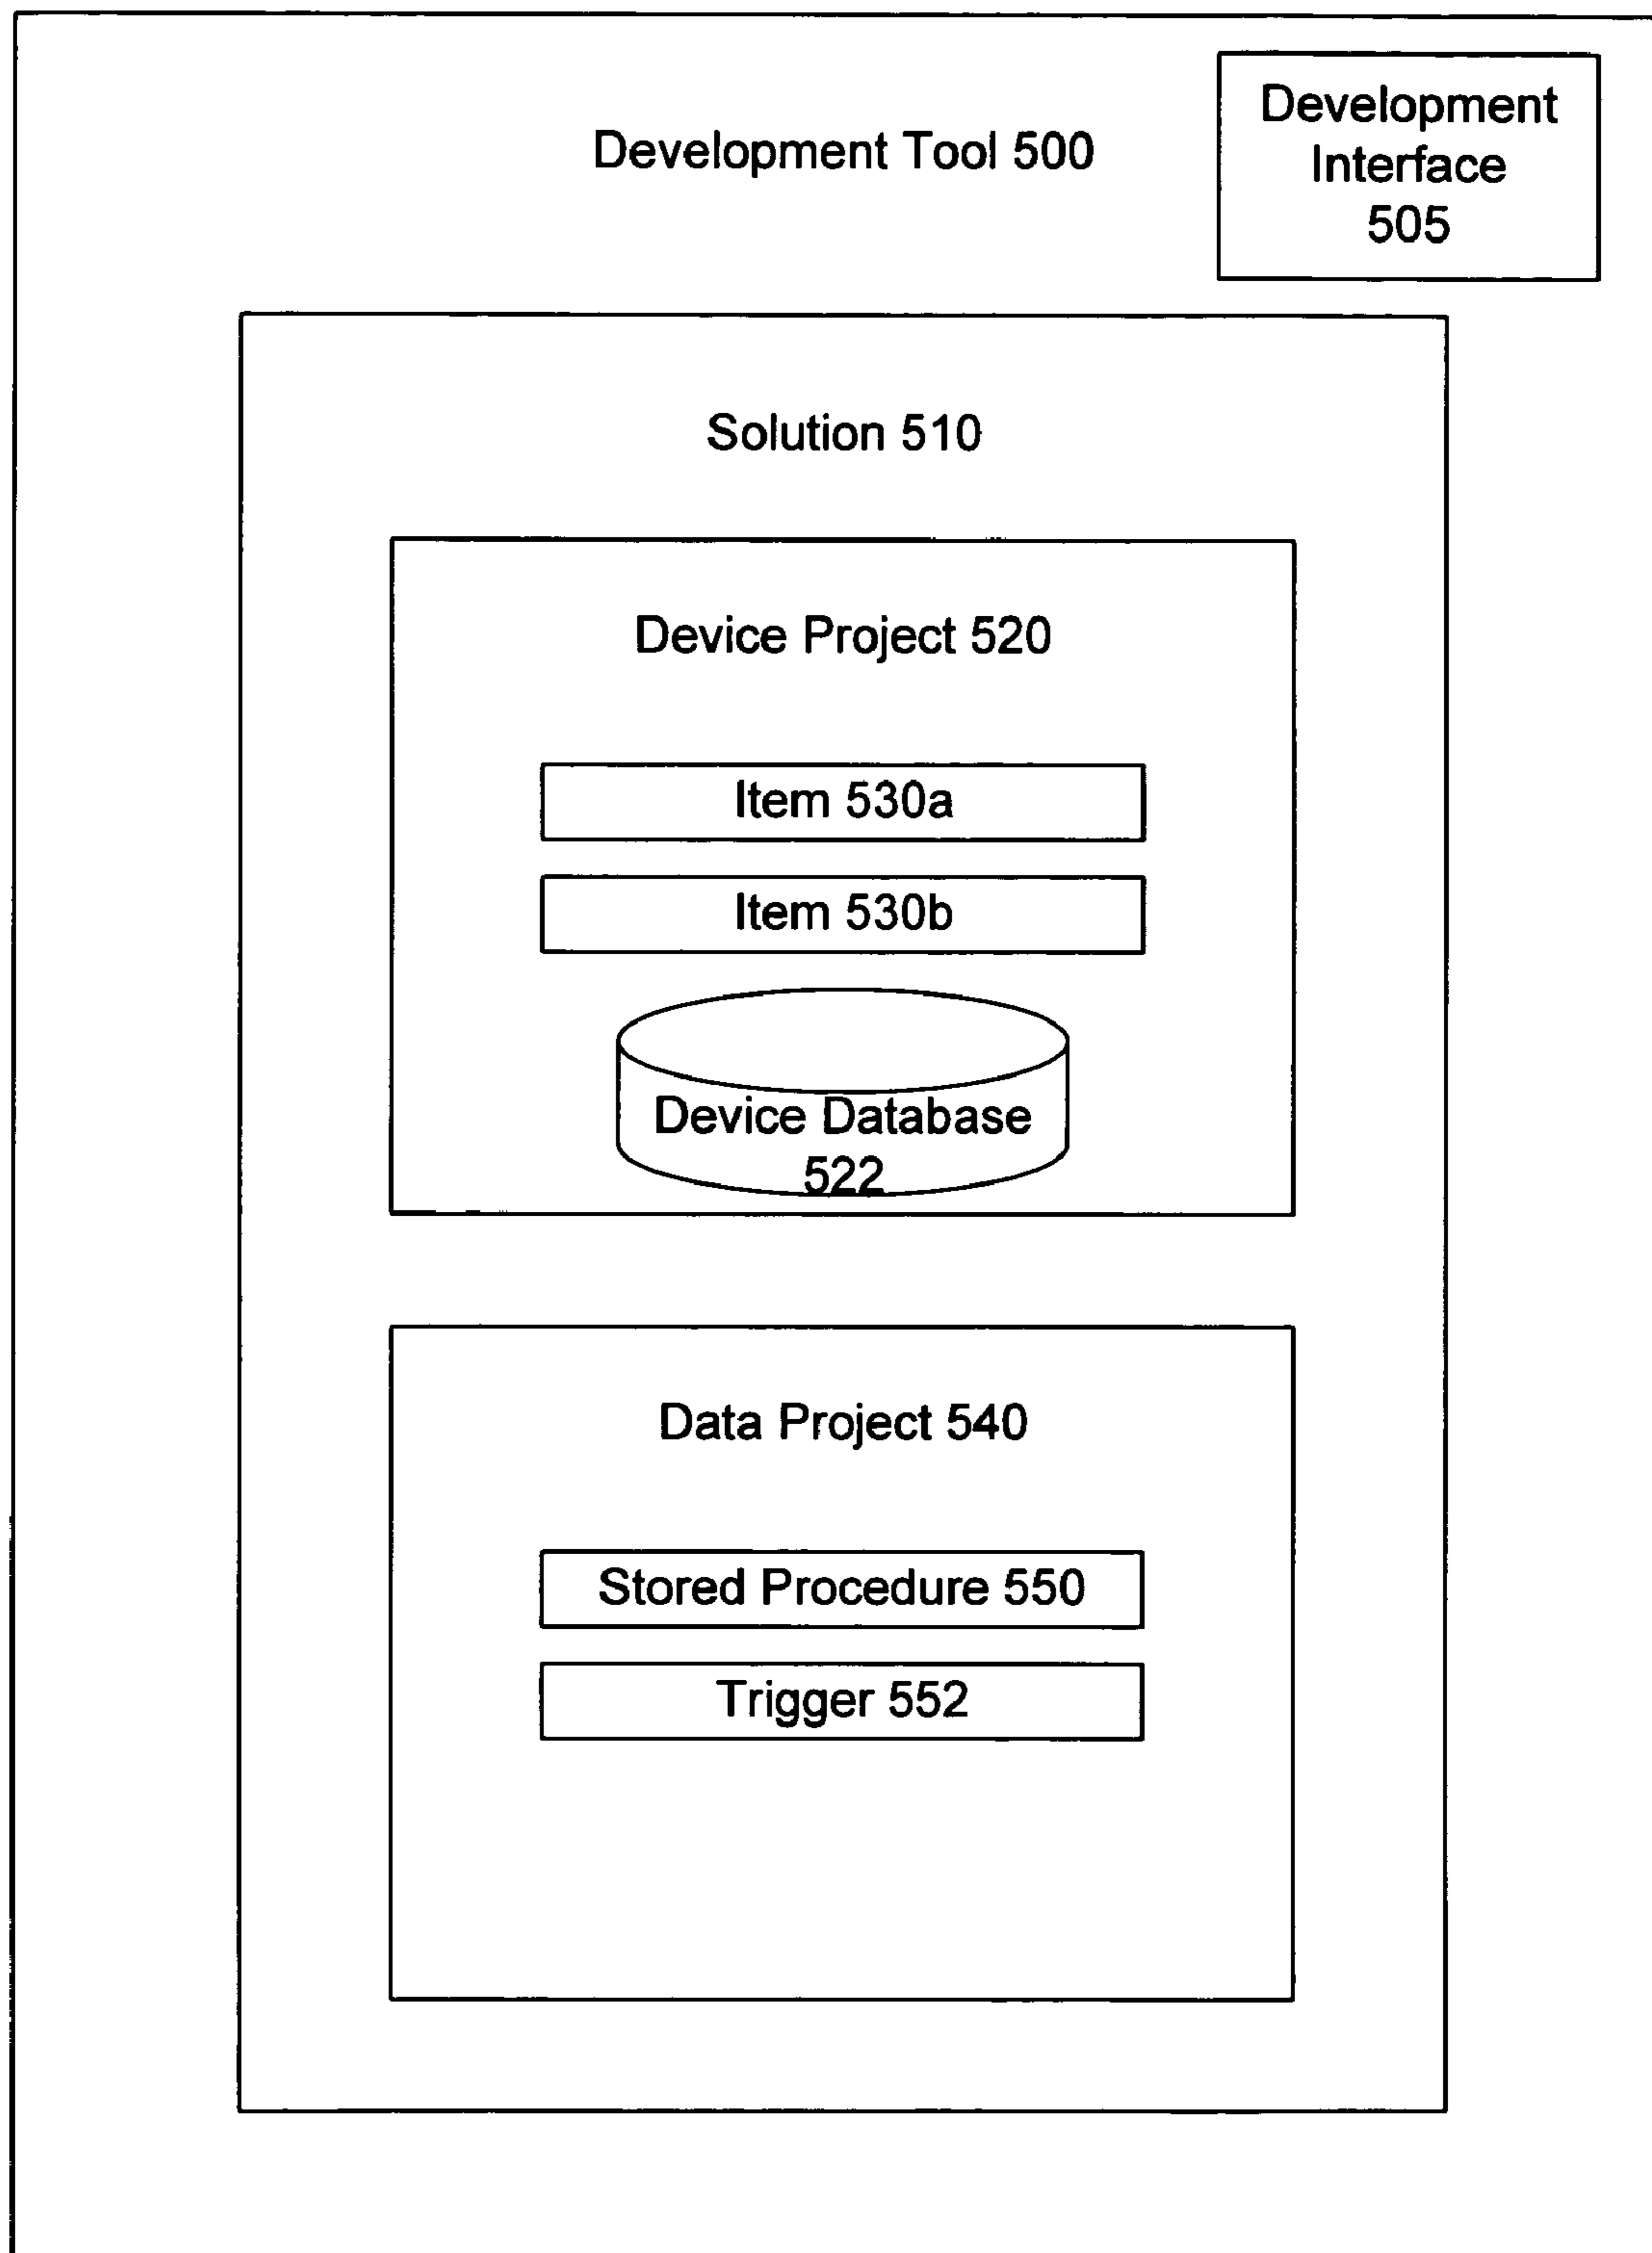 Development Tool 500
Development
Interface
505
Solution 510
Device Project 520
Item 530a
Item 530b
Device Database
522
Data Project 540
Stored Procedure 550
Trigger 552